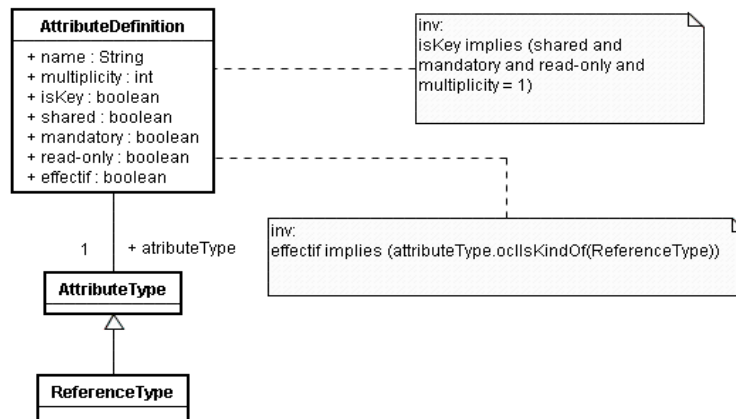 AttributeDefinition
+ name : String
+ multiplicity : int
+ isKey : boolean
+ shared : boolean
+ mandatory : boolean
+ read-only : boolean
+ effectif : boolean
inv:
isKey implies (shared and
mandatory and read-only and
multiplicity = 1)
inv:
effectif implies (attributeType.oclIsKindOf(ReferenceType))
1 + atributeType
AttributeType
ReferenceType